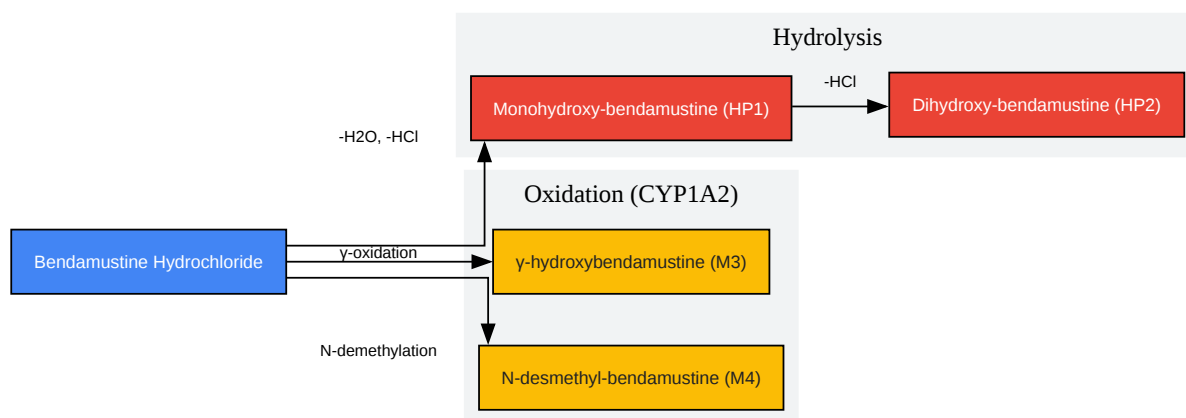 Hydrolysis
Monohydroxy-bendamustine (HP1)
-HCl
Dihydroxy-bendamustine (HP2)
-H2O, -HCl
Oxidation (CYP1A2)
Bendamustine Hydrochloride
γ-oxidation
γ-hydroxybendamustine (M3)
N-demethylation
N-desmethyl-bendamustine (M4)